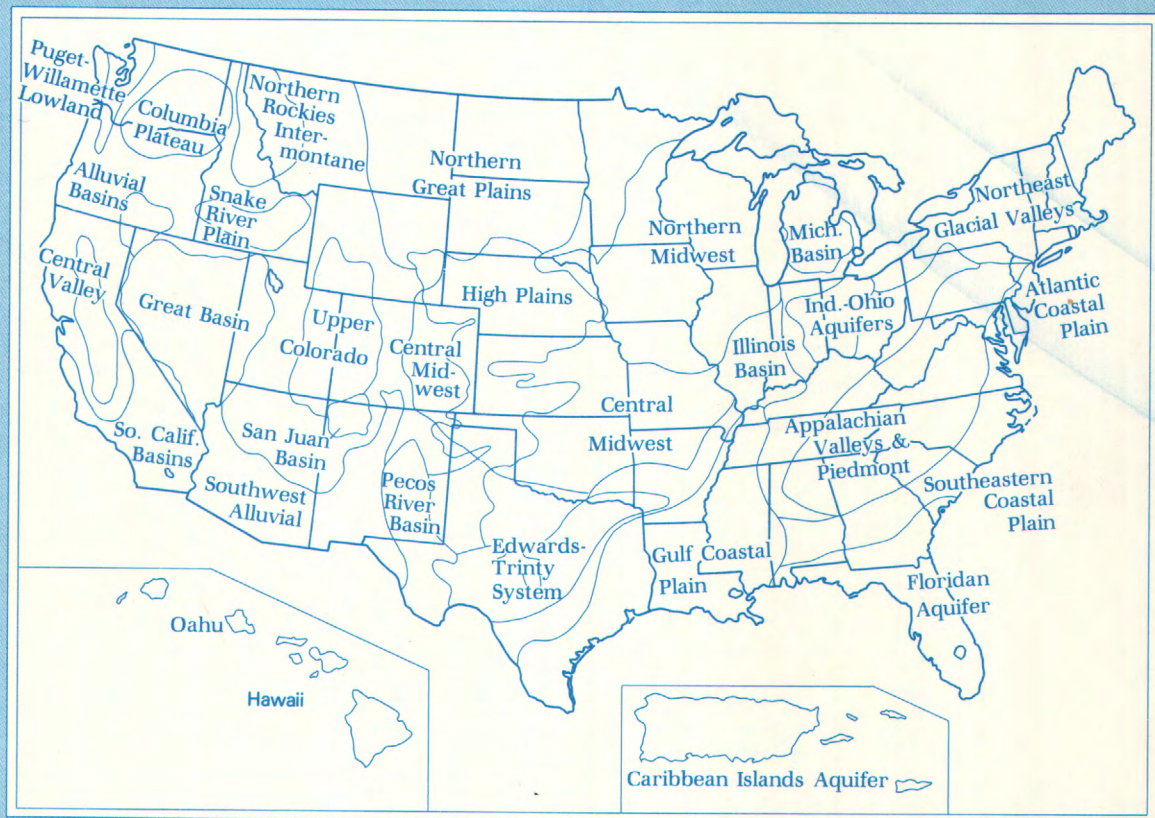 Puget-
Willamette
Lowland
Columbia
Plateau
Northern
Rockies
Inter-
montane
Northern
Great Plains
Alluvial
Basins
Snake
River
Plain
Northern
Midwest
Mich.
Basin
Northeast
Glacial Valleys
Central
Valley
Great Basin
Upper
Colorado
Central
Mid-
west
High Plains
Illinois
Basin
Ind.-Ohio
Aquifers
Atlantic
Coastal
Plain
So. Calif.
Basins
San Juan
Basin
Southwest
Alluvial
Pecos
River
Basin
Central
Midwest
Appalachian
Valleys &
Piedmont
Southeastern
Coastal
Plain
Edwards-
Trinty
System
Gulf Coastal
Plain
Floridan
Aquifer
Oahu
Hawaii
Caribbean Islands Aquifer